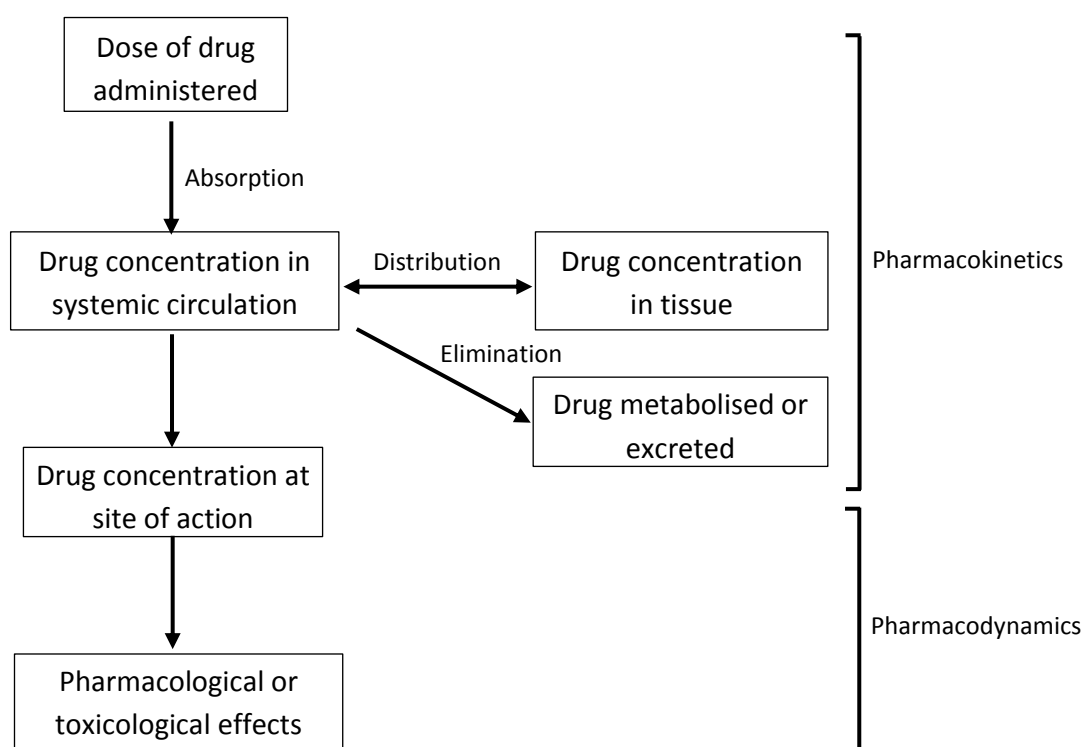 Dose of drug
administered
Absorption
Drug concentration in
systemic circulation
Distribution
Drug concentration
in tissue
Pharmacokinetics
Elimination
Drug metabolised or
excreted
Drug concentration at
site of action
Pharmacodynamics
Pharmacological or
toxicological effects